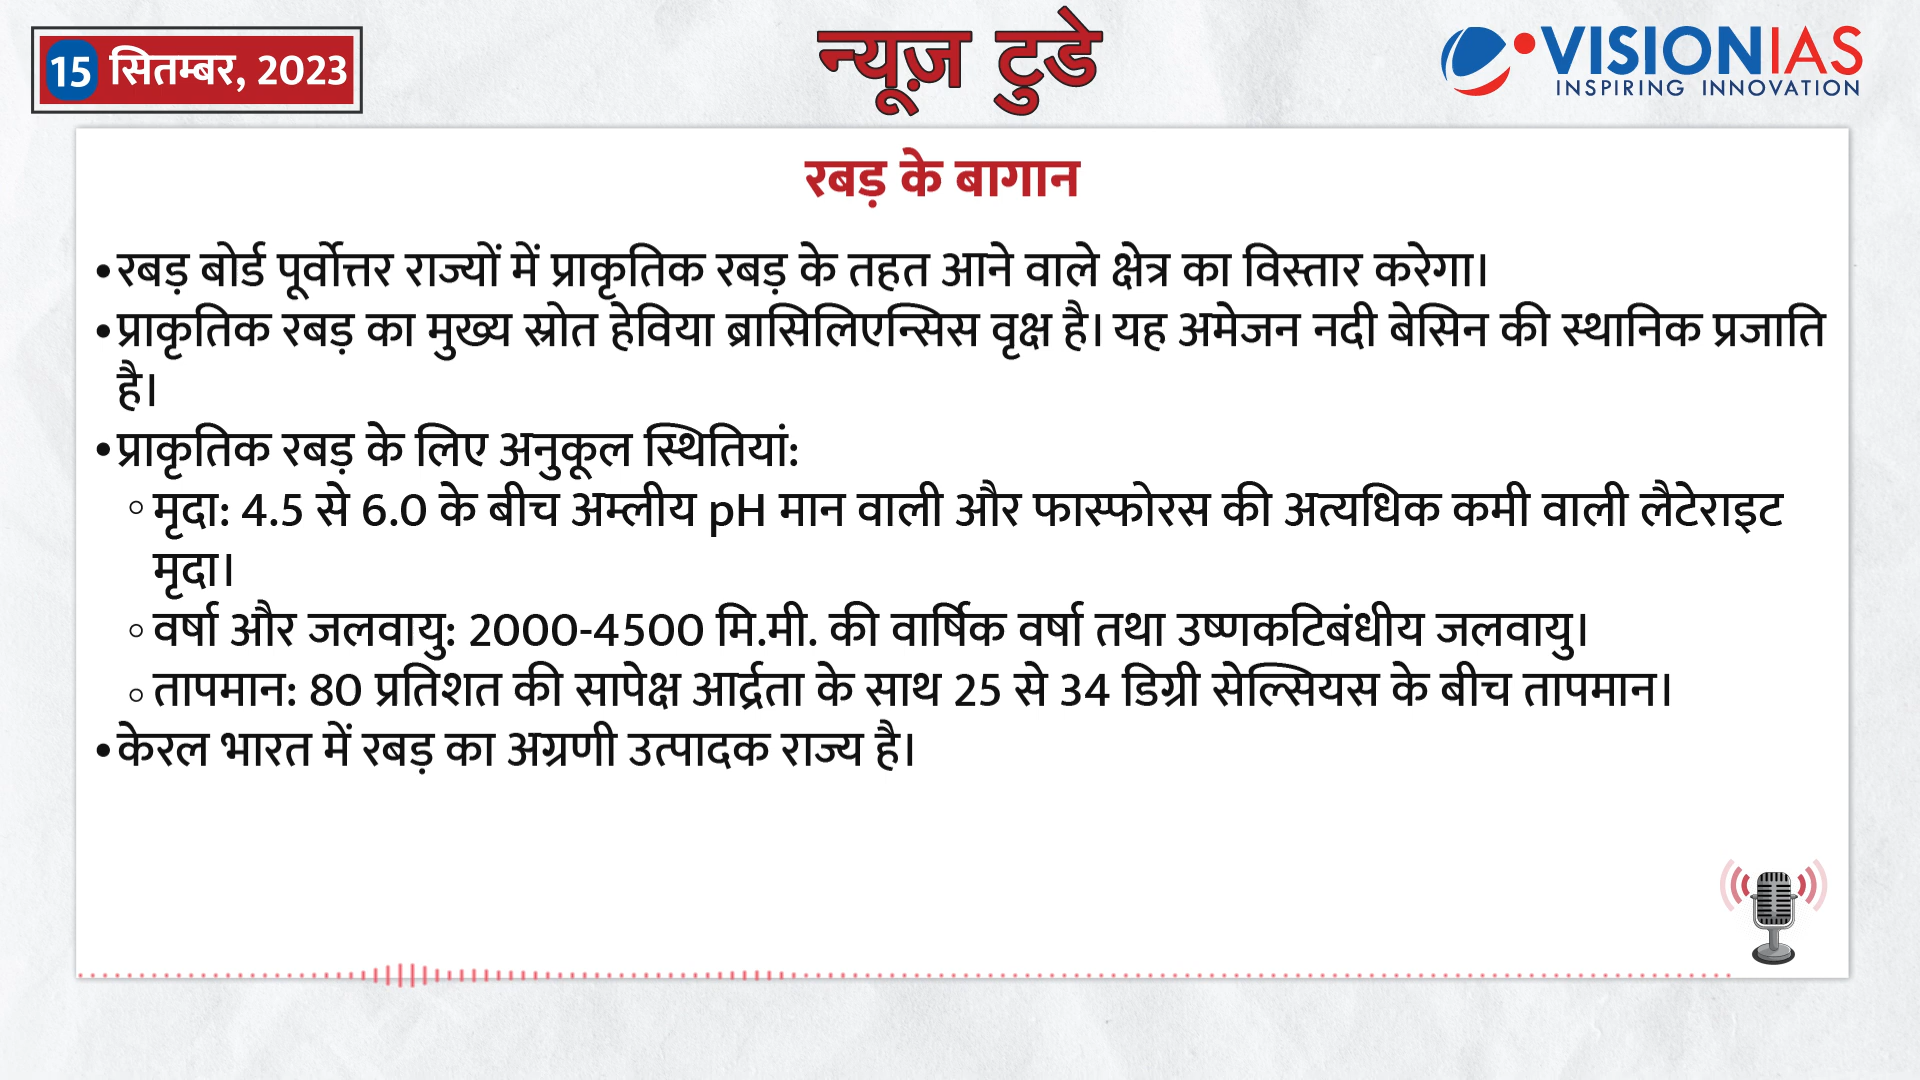 15 सितम्बर, 2023
न्यूज़ टुडे
VISIONIAS
INSPIRING INNOVATION
रबड़ के बागान
•रबड़ बोर्ड पूर्वोत्तर राज्यों में प्राकृतिक रबड़ के तहत आने वाले क्षेत्र का विस्तार करेगा।
•प्राकृतिक रबड़ का मुख्य स्रोत हेविया ब्रासिलिएन्सिस वृक्ष है। यह अमेजन नदी बेसिन की स्थानिक प्रजाति
है।
•प्राकृतिक रबड़ के लिए अनुकूल स्थितियां:
◦मृदा: 4.5 से 6.0 के बीच अम्लीय pH मान वाली और फास्फोरस की अत्यधिक कमी वाली लैटेराइट
मृदा।
◦वर्षा और जलवायु: 2000-4500 मि.मी. की वार्षिक वर्षा तथा उष्णकटिबंधीय जलवायु।
◦तापमान: 80 प्रतिशत की सापेक्ष आर्द्रता के साथ 25 से 34 डिग्री सेल्सियस के बीच तापमान।
•केरल भारत में रबड़ का अग्रणी उत्पादक राज्य है।